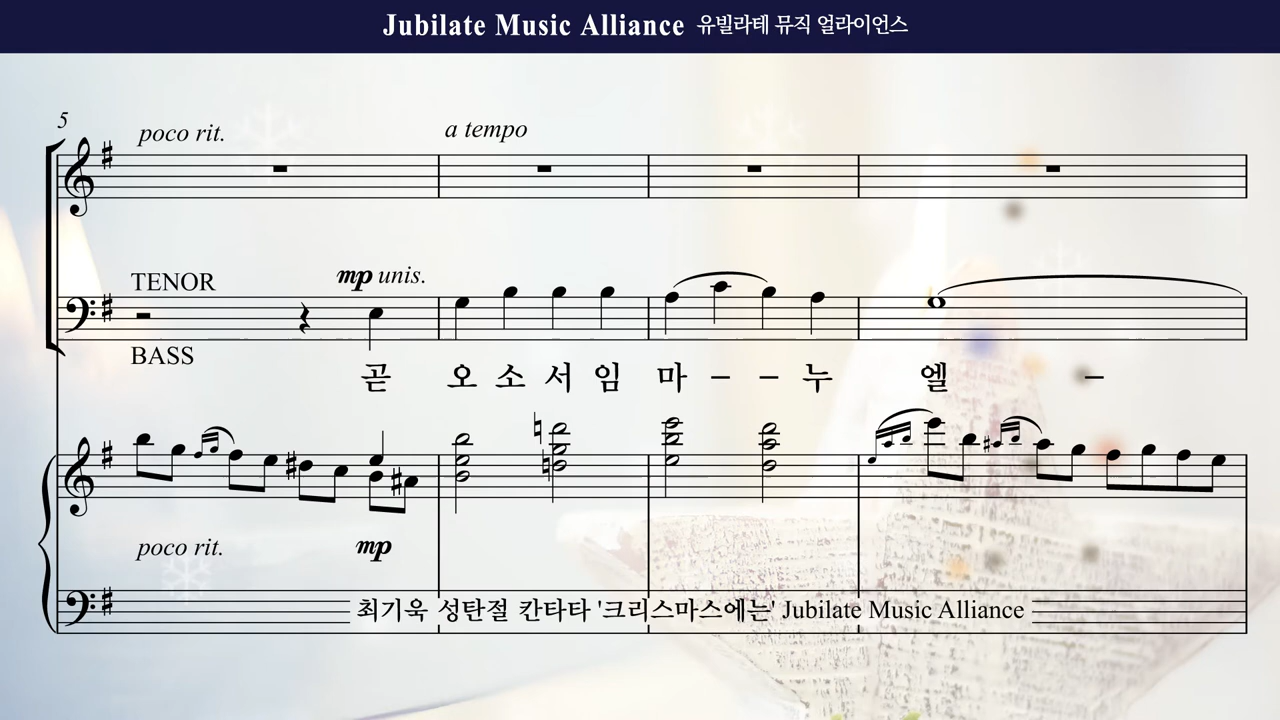 Jubilate Music Alliance 유빌라테 뮤직 얼라이언스
5
poco rit.
a tempo
TENOR
mp unis.
BASS
곧 오 소 서 임 마 – – 누 엘 –
poco rit.
mp
최기욱 성탄절 칸타타 '크리스마스에는' Jubilate Music Alliance